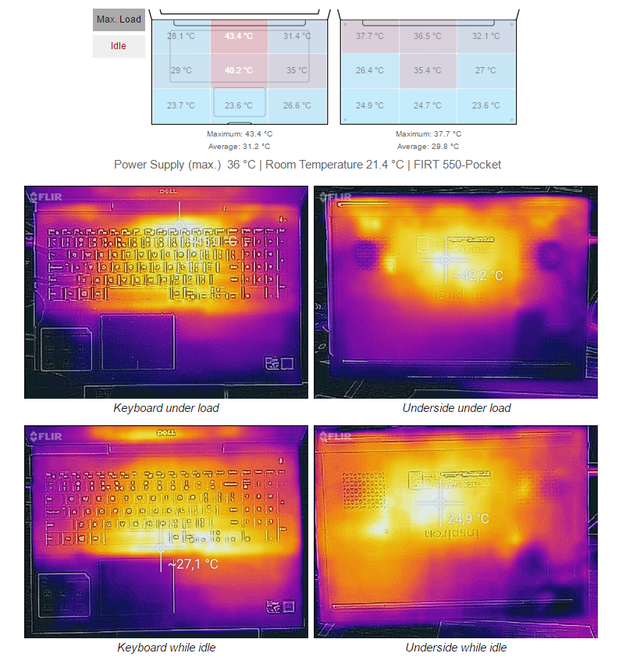 Max. Load
Idle
28.1 °C 43.4 °C 31.4 °C
29 °C 40.2 °C 35 °C
23.7 °C 23.6 °C 26.6 °C
Maximum: 43.4 °C
Average: 31.2 °C
37.7 °C 36.5 °C 32.1 °C
26.4 °C 35.4 °C 27 °C
24.9 °C 24.7 °C 23.6 °C
Maximum: 37.7 °C
Average: 29.8 °C
Power Supply (max.) 36 °C | Room Temperature 21.4 °C | FIRT 550-Pocket
FLIR
DELL
FLIR
~42,2 °C
Keyboard under load
Underside under load
FLIR
DELL
~27,1 °C
FLIR
24,9 °C
inspiron
Keyboard while idle
Underside while idle